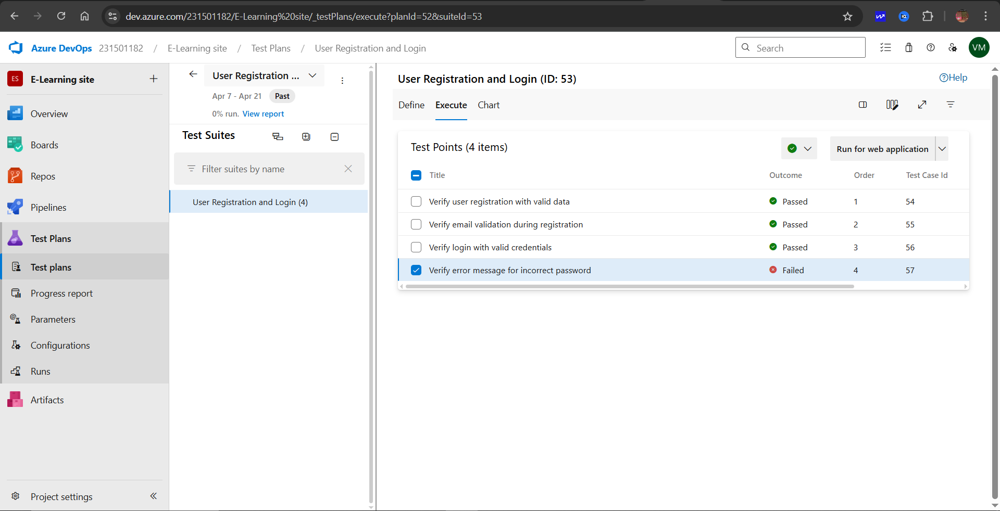 dev.azure.com/231501182/E-Learning%20site/_testPlans/execute?planId=52&suiteId=53
Azure DevOps 231501182 / E-Learning site / Test Plans / User Registration and Login
Search
VM
ES E-Learning site
Overview
Boards
Repos
Pipelines
Test Plans
Test plans
Progress report
Parameters
Configurations
Runs
Artifacts
Project settings
User Registration ...
Apr 7 - Apr 21 Past
0% run. View report
Test Suites
Filter suites by name
User Registration and Login (4)
User Registration and Login (ID: 53)
Help
Define Execute Chart
Test Points (4 items)
Run for web application
Title Outcome Order Test Case Id
Verify user registration with valid data Passed 1 54
Verify email validation during registration Passed 2 55
Verify login with valid credentials Passed 3 56
Verify error message for incorrect password Failed 4 57